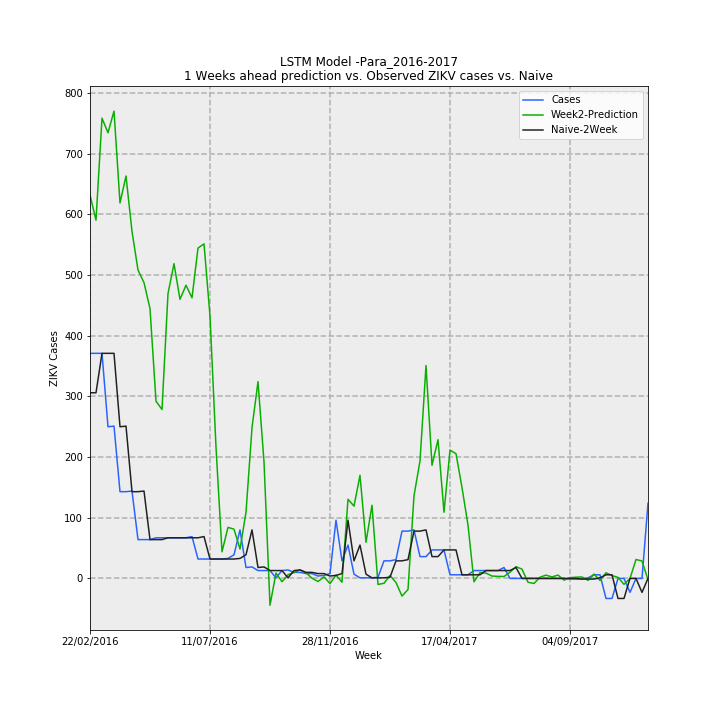 LSTM Model -Para_2016-2017
1 Weeks ahead prediction vs. Observed ZIKV cases vs. Naive
Cases
Week2-Prediction
Naive-2Week
800
700
600
500
400
300
200
100
0
ZIKV Cases
22/02/2016 11/07/2016 28/11/2016 17/04/2017 04/09/2017
Week